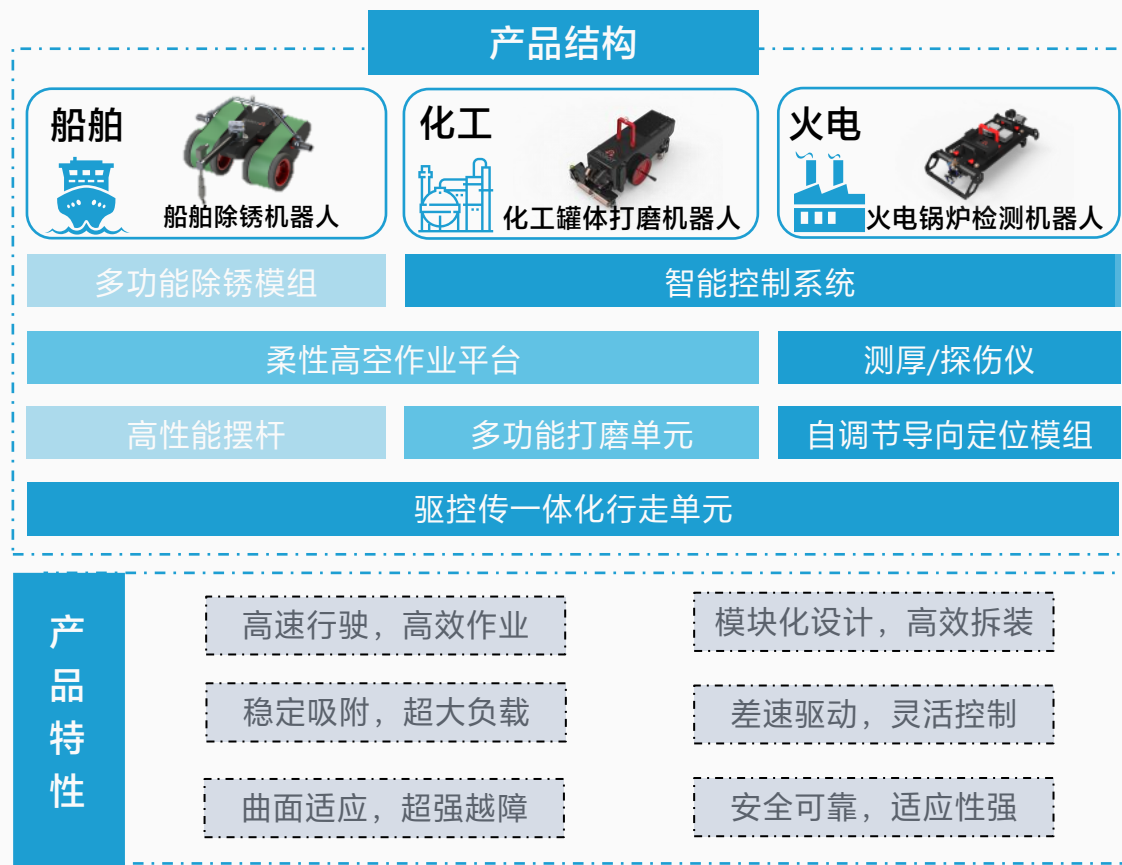 产品结构
船舶
船舶除锈机器人
化工
化工罐体打磨机器人
火电
火电锅炉检测机器人
多功能除锈模组
智能控制系统
柔性高空作业平台
测厚/探伤仪
高性能摆杆
多功能打磨单元
自调节导向定位模组
驱控传一体化行走单元
产品特性
高速行驶，高效作业
模块化设计，高效拆装
稳定吸附，超大负载
差速驱动，灵活控制
曲面适应，超强越障
安全可靠，适应性强